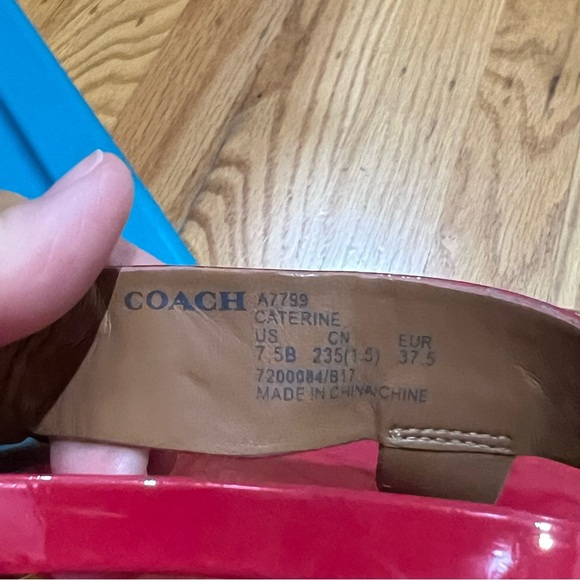 COACH A7799
CATERINE
US CN EUR
7.5B 235(1.5) 37.5
7200084/B17
MADE IN CHINA/CHINE